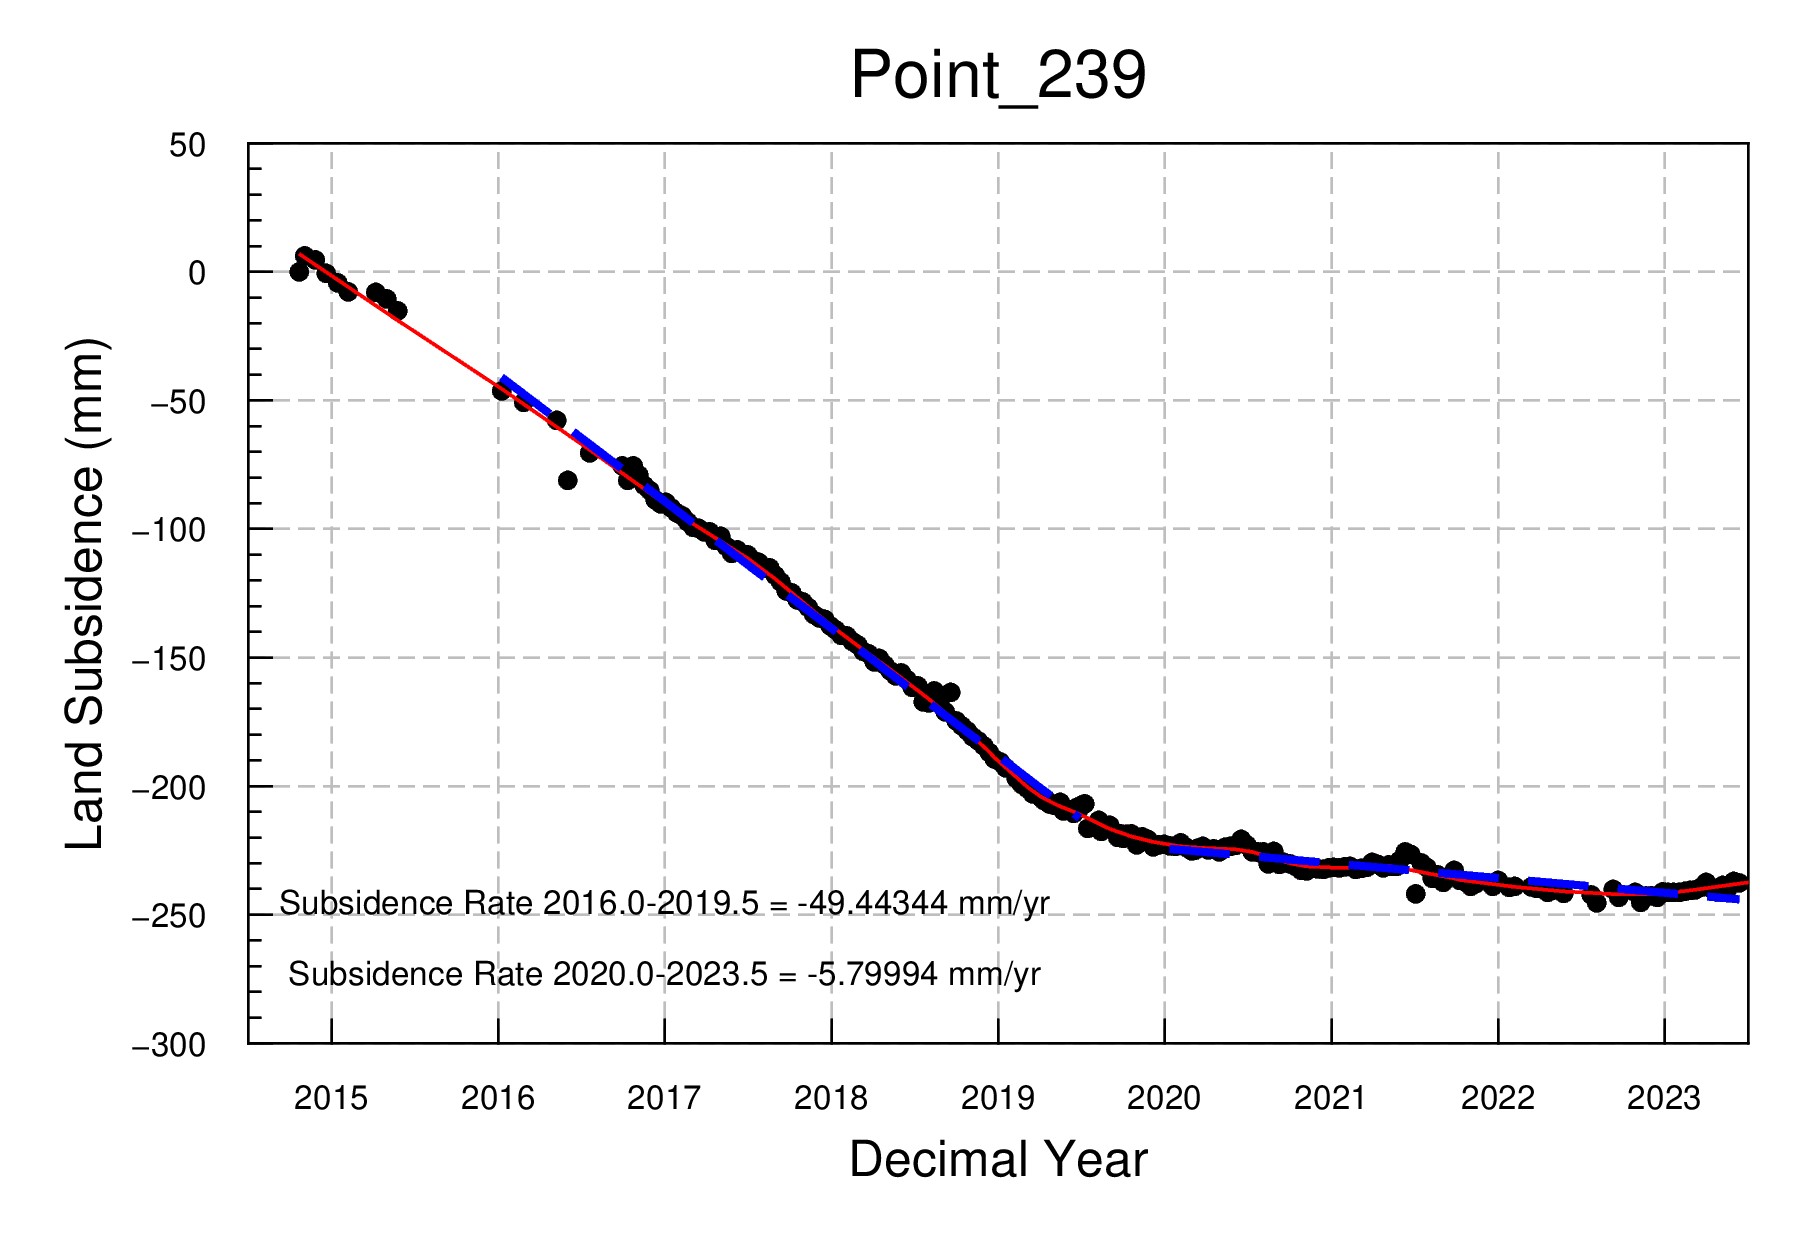 Point_239
50
0
−50
−100
−150
−200
−250
−300
Land Subsidence (mm)
Subsidence Rate 2016.0-2019.5 = -49.44344 mm/yr
Subsidence Rate 2020.0-2023.5 = -5.79994 mm/yr
2015 2016 2017 2018 2019 2020 2021 2022 2023
Decimal Year